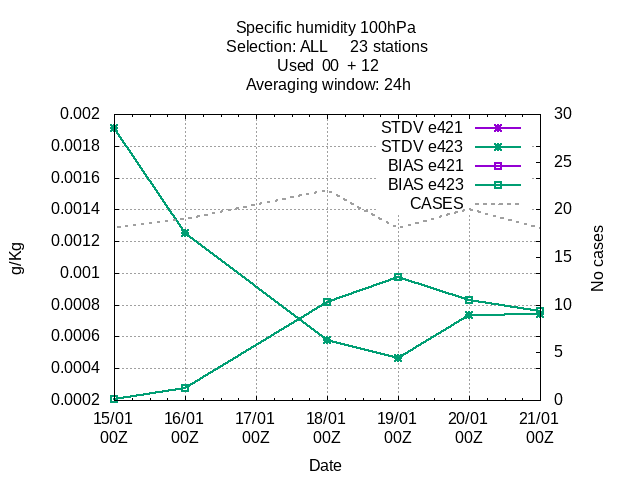 Specific humidity 100hPa
Selection: ALL     23 stations
Used  00  + 12
Averaging window: 24h
0.002
0.0018
0.0016
0.0014
0.0012
0.001
0.0008
0.0006
0.0004
0.0002
g/Kg
STDV e421
STDV e423
BIAS e421
BIAS e423
CASES
30
25
20
15
10
5
0
No cases
15/01 16/01 17/01 18/01 19/01 20/01 21/01
00Z 00Z 00Z 00Z 00Z 00Z 00Z
Date